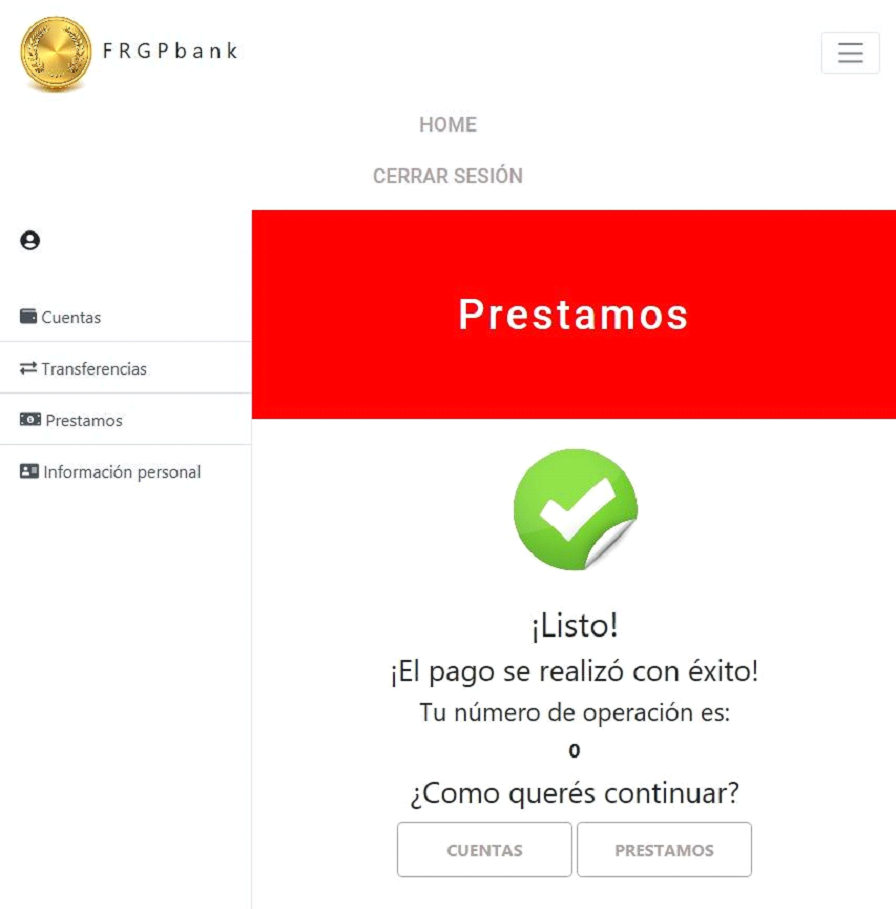 FRGPbank
HOME
CERRAR SESIÓN
Cuentas
Transferencias
Prestamos
Información personal
Prestamos
¡Listo!
¡El pago se realizó con éxito!
Tu número de operación es:
0
¿Como querés continuar?
CUENTAS
PRESTAMOS